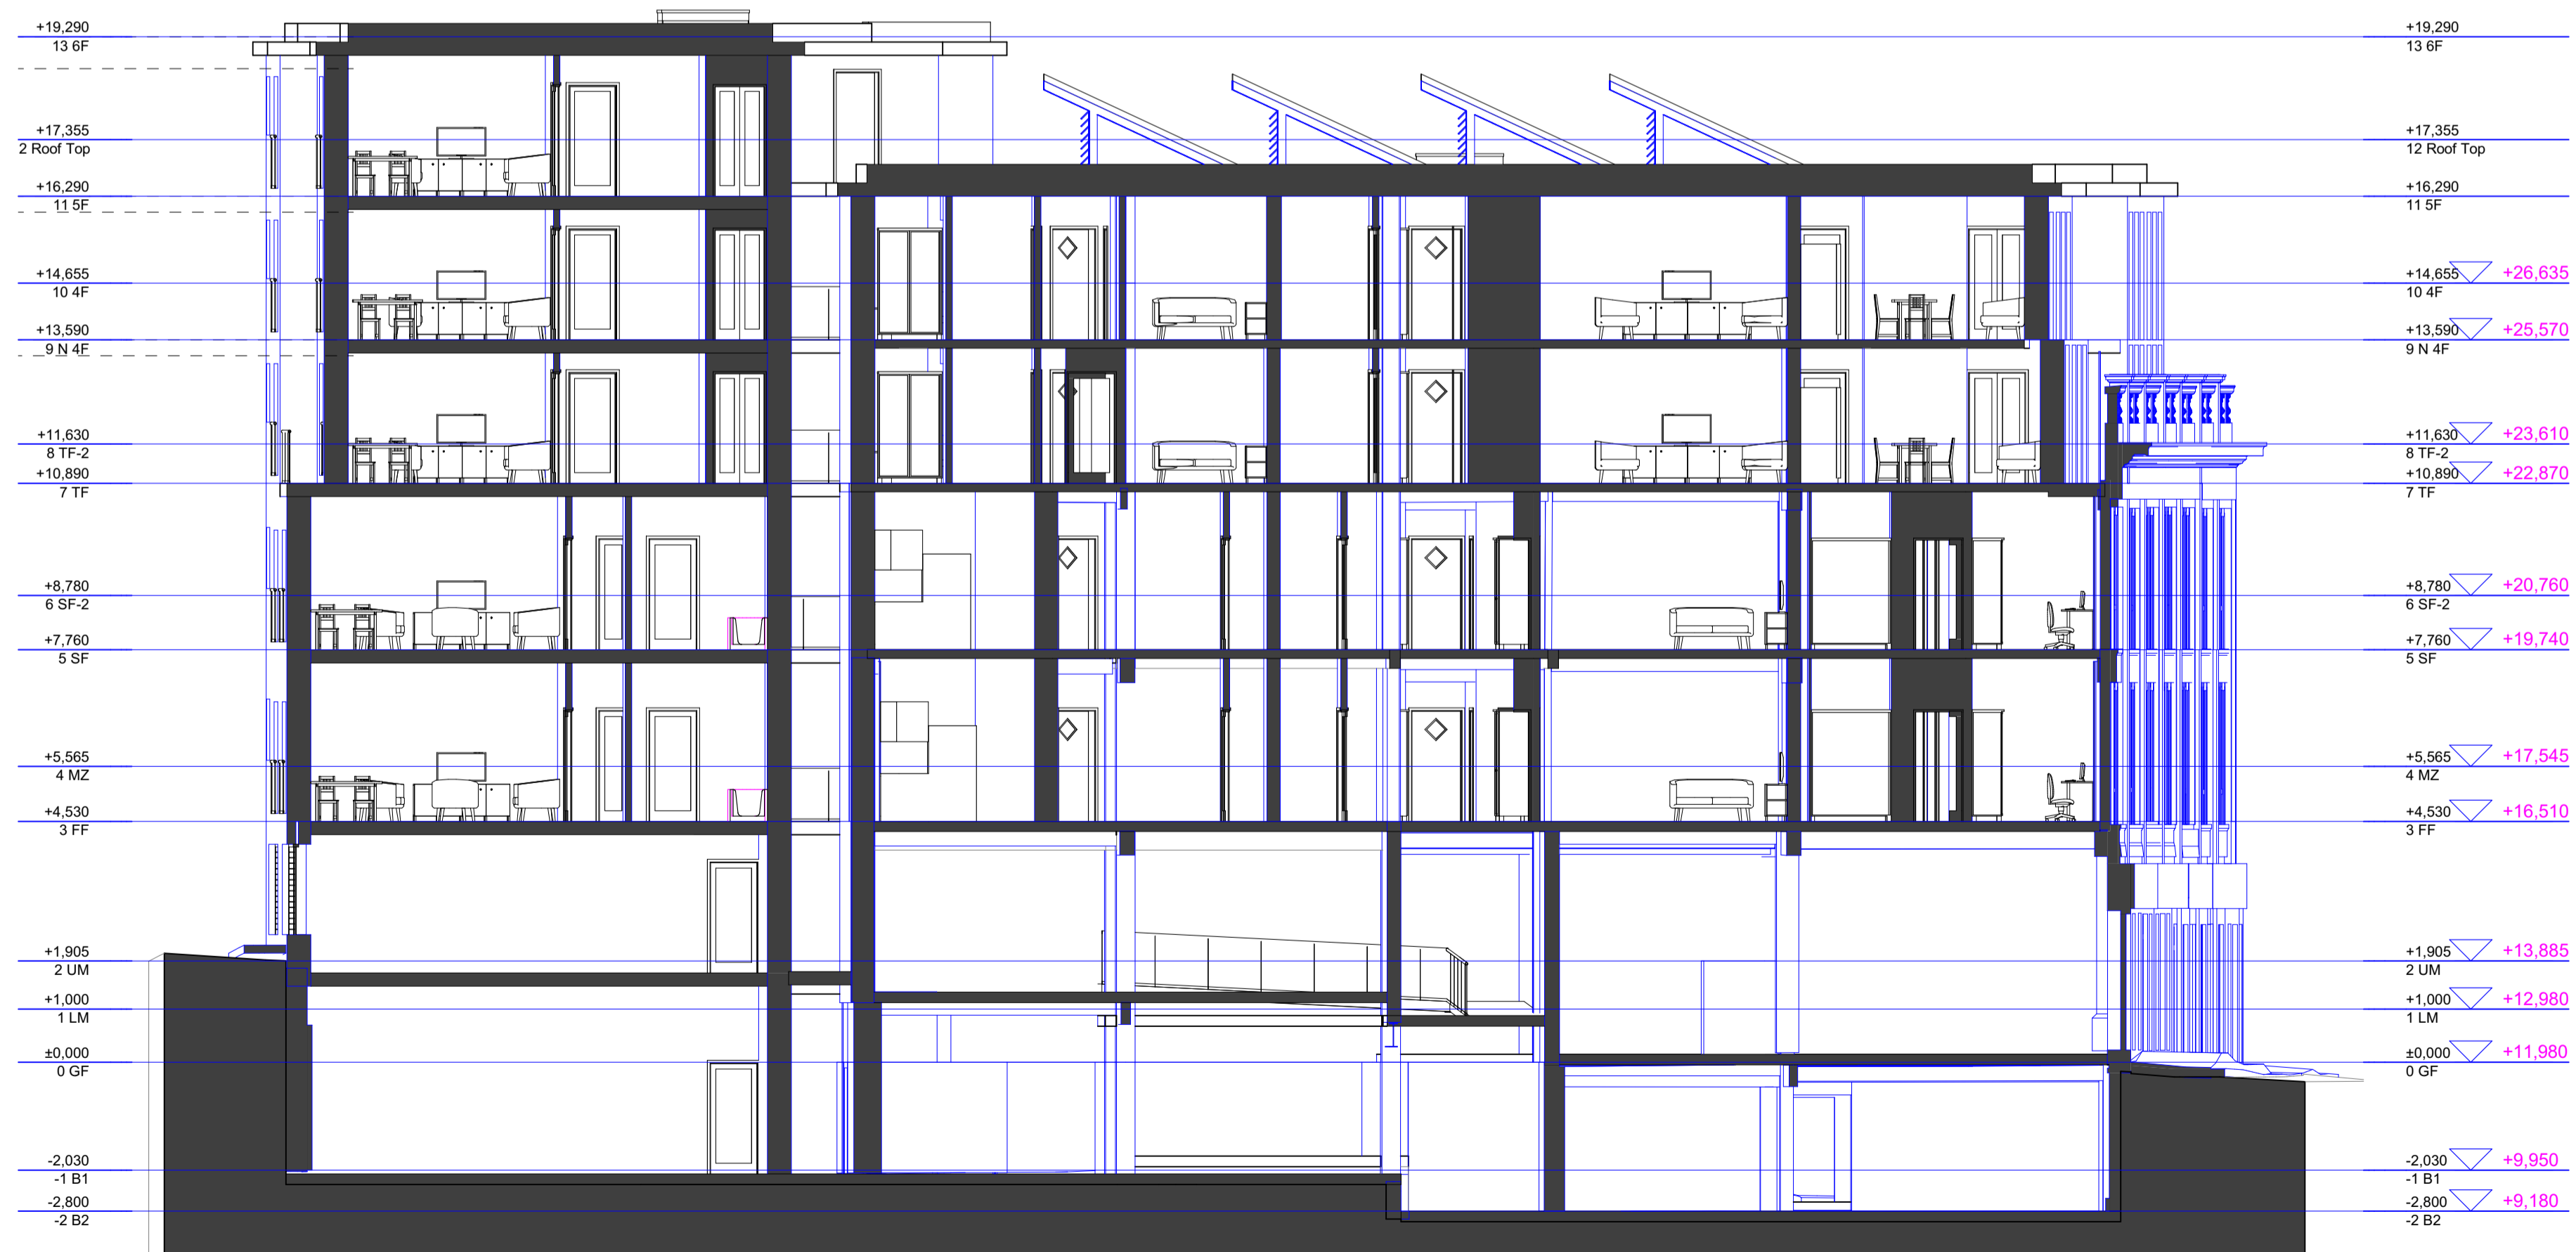 +19,290
13 6F
+17,355
2 Roof Top
+16,290
11 5F
+14,655
10 4F
+13,590
9 N 4F
+11,630
8 TF-2
+10,890
7 TF
+8,780
6 SF-2
+7,760
5 SF
+5,565
4 MZ
+4,530
3 FF
+1,905
2 UM
+1,000
1 LM
±0,000
0 GF
-2,030
-1 B1
-2,800
-2 B2
+19,290
13 6F
+17,355
12 Roof Top
+16,290
11 5F
+14,655 +26,635
10 4F
+13,590 +25,570
9 N 4F
+11,630 +23,610
8 TF-2
+10,890 +22,870
7 TF
+8,780 +20,760
6 SF-2
+7,760 +19,740
5 SF
+5,565 +17,545
4 MZ
+4,530 +16,510
3 FF
+1,905 +13,885
2 UM
+1,000 +12,980
1 LM
±0,000 +11,980
0 GF
-2,030 +9,950
-1 B1
-2,800 +9,180
-2 B2